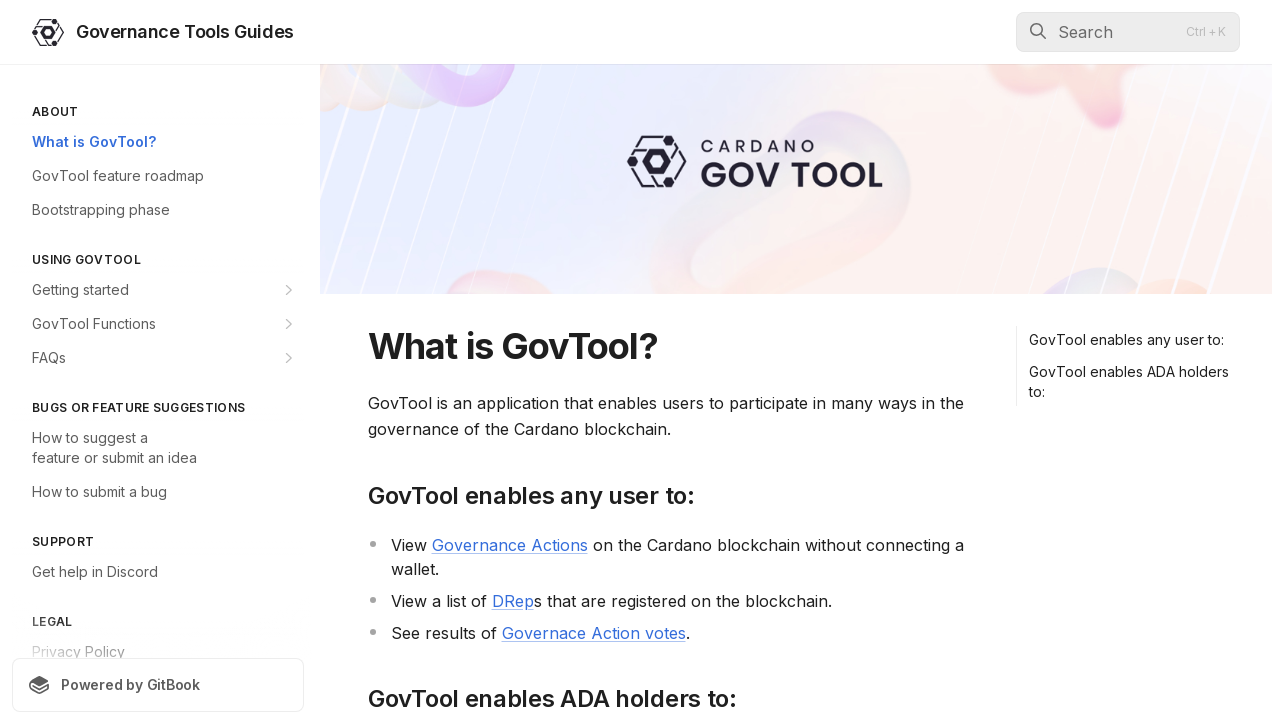 Governance Tools Guides
Search
Ctrl + K
ABOUT
What is GovTool?
GovTool feature roadmap
Bootstrapping phase
USING GOVTOOL
Getting started
GovTool Functions
FAQs
BUGS OR FEATURE SUGGESTIONS
How to suggest a
feature or submit an idea
How to submit a bug
SUPPORT
Get help in Discord
LEGAL
Privacy Policy
Powered by GitBook
CARDANO
GOV TOOL
What is GovTool?
GovTool is an application that enables users to participate in many ways in the
governance of the Cardano blockchain.
GovTool enables any user to:
View Governance Actions on the Cardano blockchain without connecting a
wallet.
View a list of DReps that are registered on the blockchain.
See results of Governace Action votes.
GovTool enables ADA holders to:
GovTool enables any user to:
GovTool enables ADA holders
to: